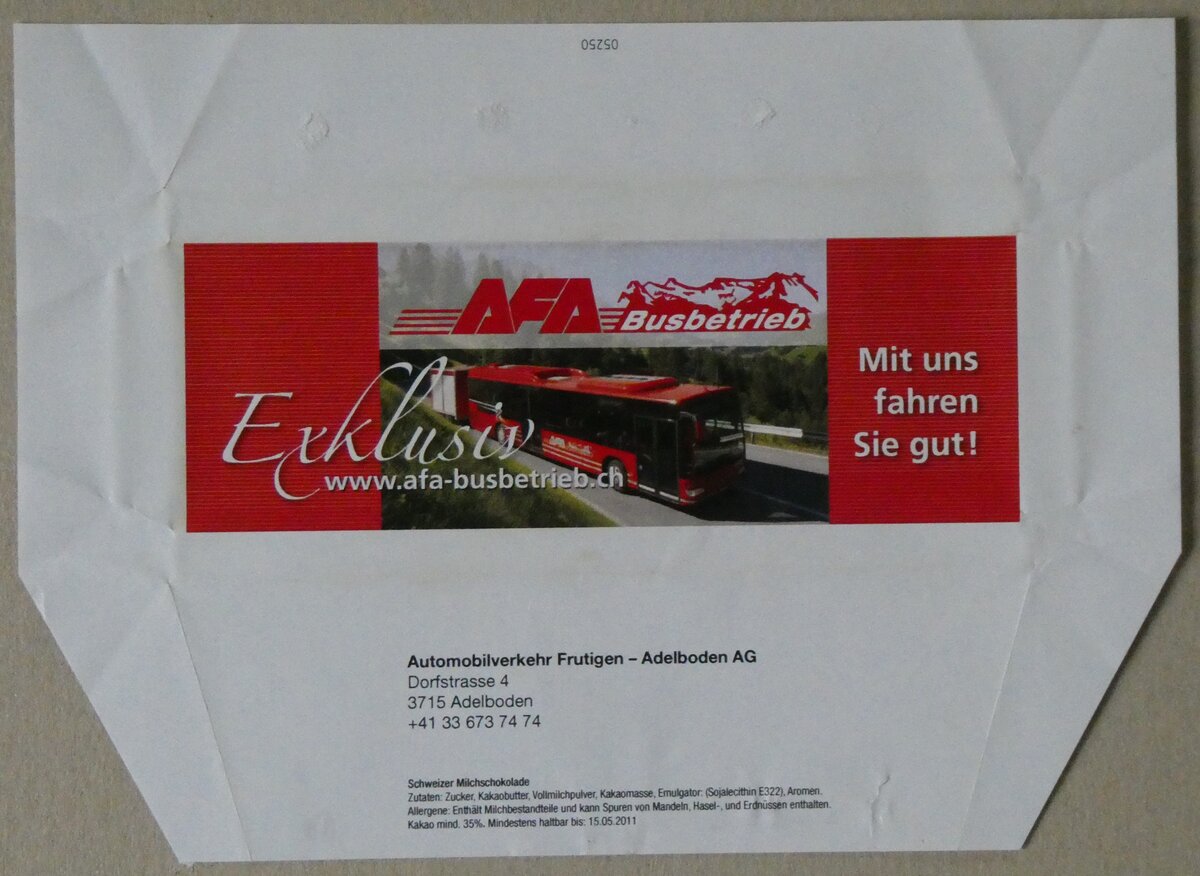 05250
AFA
Busbetrieb
Exklusiv
www.afa-busbetrieb.ch
Mit uns
fahren
Sie gut!
Automobilverkehr Frutigen – Adelboden AG
Dorfstrasse 4
3715 Adelboden
+41 33 673 74 74
Schweizer Milchschokolade
Zutaten: Zucker, Kakaobutter, Vollmilchpulver, Kakaomasse, Emulgator: (Sojalecithin E322), Aromen.
Allergene: Enthält Milchbestandteile und kann Spuren von Mandeln, Hasel-, und Erdnüssen enthalten.
Kakao mind. 35%. Mindestens haltbar bis: 15.05.2011